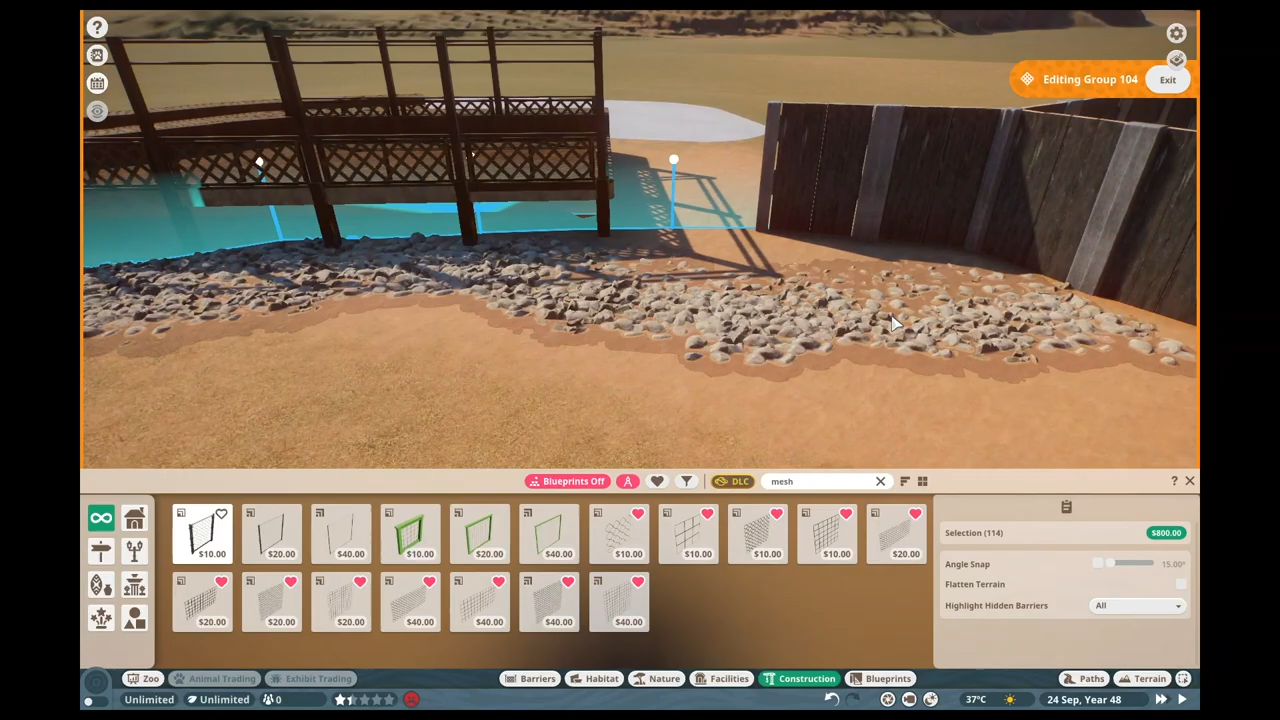 ?
Editing Group 104
Exit
Blueprints Off
DLC
mesh
?
$10.00
$20.00
$40.00
$10.00
$20.00
$40.00
$10.00
$10.00
$10.00
$10.00
$20.00
$20.00
$20.00
$20.00
$40.00
$40.00
$40.00
$40.00
Selection (114)
$800.00
Angle Snap
15.00°
Flatten Terrain
Highlight Hidden Barriers
All
Zoo
Animal Trading
Exhibit Trading
Barriers
Habitat
Nature
Facilities
Construction
Blueprints
Paths
Terrain
Unlimited
Unlimited
0
37°C
24 Sep, Year 48